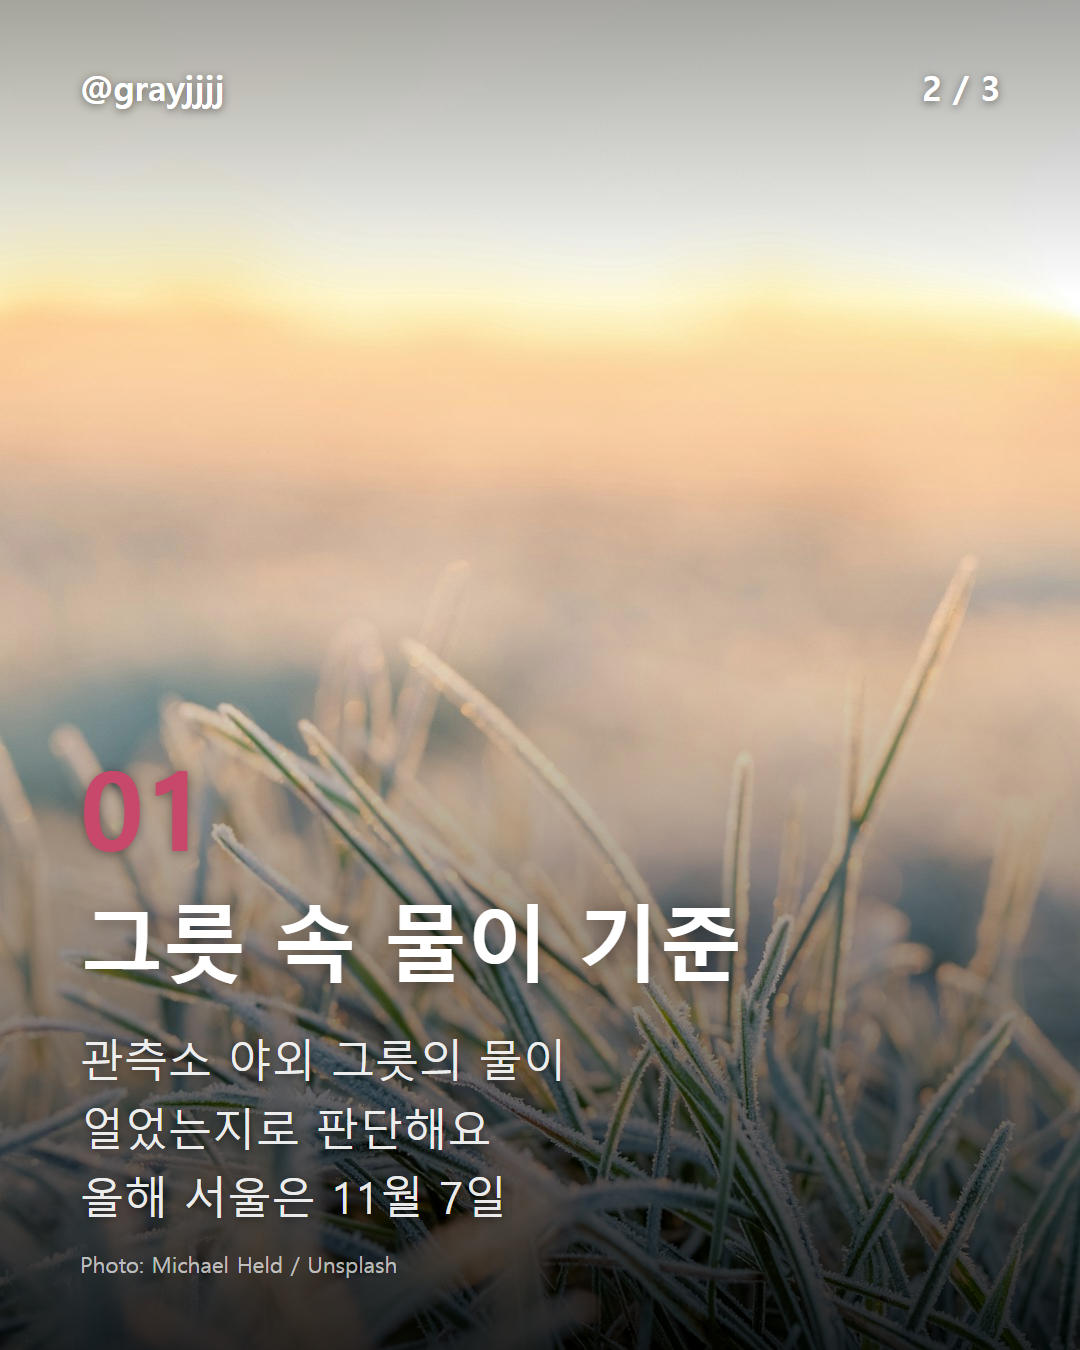 @grayjjjj
2 / 3
01
그릇 속 물이 기준
관측소 야외 그릇의 물이
얼었는지로 판단해요
올해 서울은 11월 7일
Photo: Michael Held / Unsplash